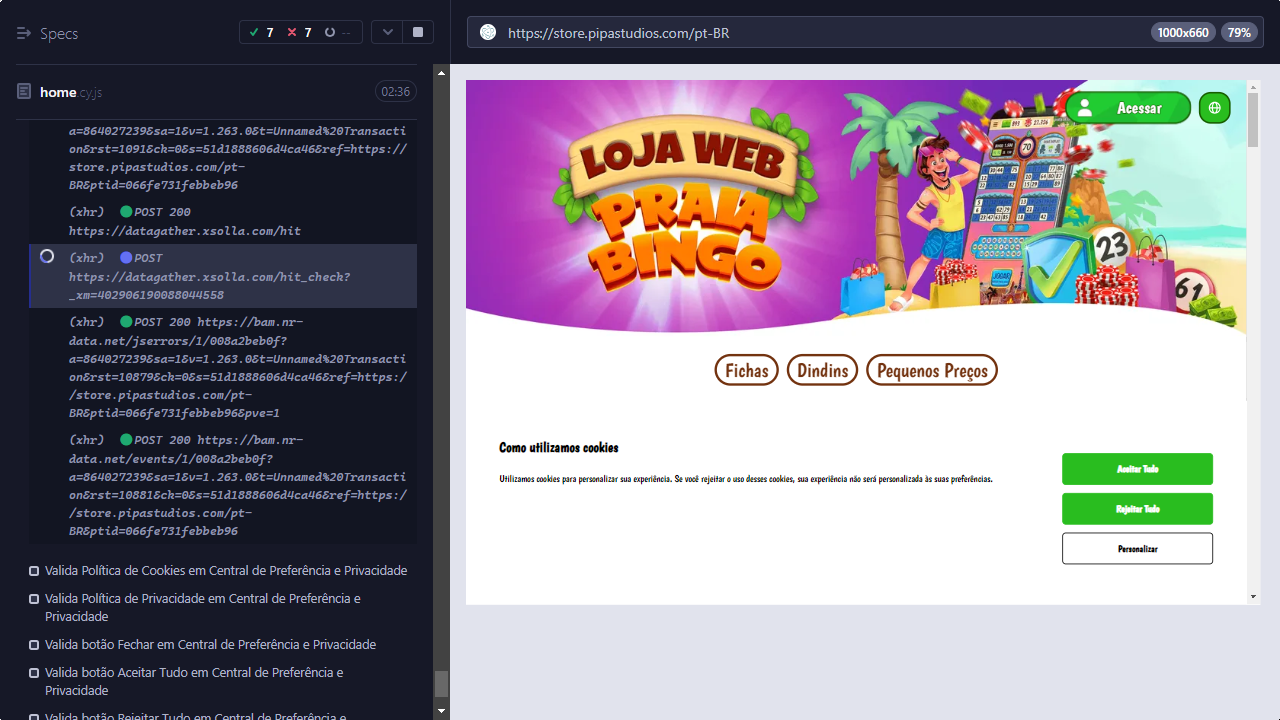 Specs
7
7
--
home.cy.js
02:36
a=864027239&sa=1&v=1.263.0&t=Unnamed%20Transacti
on&rst=1091&ck=0&s=51d1888606d4ca46&ref=https://
store.pipastudios.com/pt-
BR&ptid=066fe731febbeb96
(xhr) POST 200
https://datagather.xsolla.com/hit
(xhr) POST
https://datagather.xsolla.com/hit_check?
_xm=402906190088044558
(xhr) POST 200 https://bam.nr-
data.net/jserrors/1/008a2beb0f?
a=864027239&sa=1&v=1.263.0&t=Unnamed%20Transacti
on&rst=10879&ck=0&s=51d1888606d4ca46&ref=https:/
/store.pipastudios.com/pt-
BR&ptid=066fe731febbeb96&pve=1
(xhr) POST 200 https://bam.nr-
data.net/events/1/008a2beb0f?
a=864027239&sa=1&v=1.263.0&t=Unnamed%20Transacti
on&rst=10881&ck=0&s=51d1888606d4ca46&ref=https:/
/store.pipastudios.com/pt-
BR&ptid=066fe731febbeb96
Valida Política de Cookies em Central de Preferência e Privacidade
Valida Política de Privacidade em Central de Preferência e
Privacidade
Valida botão Fechar em Central de Preferência e Privacidade
Valida botão Aceitar Tudo em Central de Preferência e
Privacidade
Valida botão Rejeitar Tudo em Central de Preferência e
https://store.pipastudios.com/pt-BR
1000x660
79%
Acessar
LOJA WEB
PRAIA
BINGO
70
23
61
JOGAR
Fichas
Dindins
Pequenos Preços
Como utilizamos cookies
Utilizamos cookies para personalizar sua experiência. Se você rejeitar o uso desses cookies, sua experiência não será personalizada às suas preferências.
Aceitar Tudo
Rejeitar Tudo
Personalizar